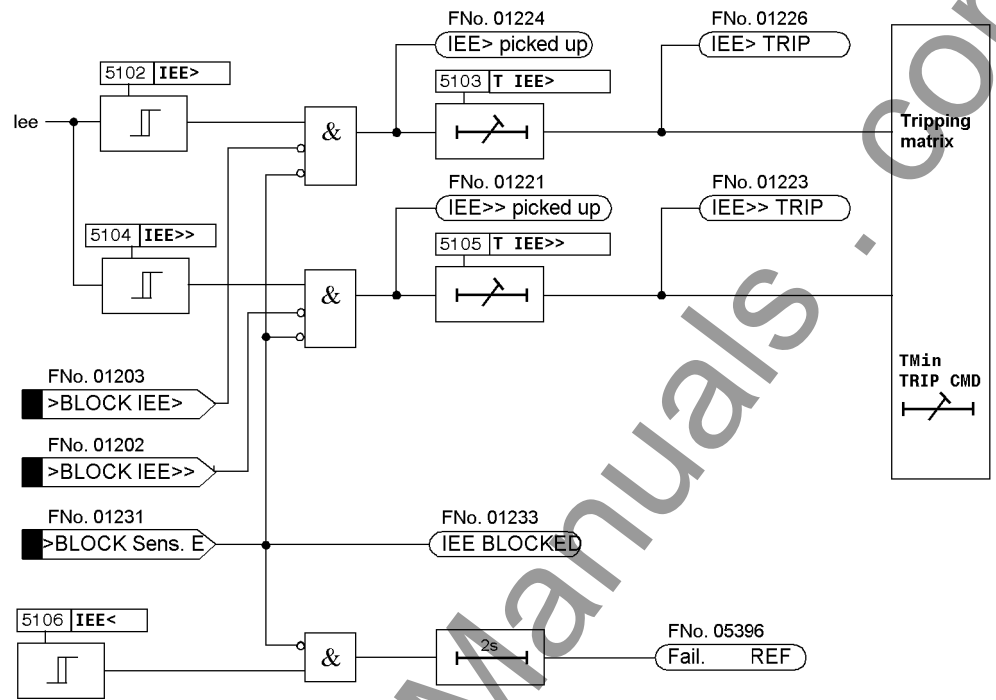 FNo. 01224
IEE> picked up
FNo. 01226
IEE> TRIP
5102 IEE>
5103 T IEE>
Iee
&
Tripping
matrix
FNo. 01221
IEE>> picked up
FNo. 01223
IEE>> TRIP
5104 IEE>>
5105 T IEE>>
&
TMin
TRIP CMD
FNo. 01203
>BLOCK IEE>
FNo. 01202
>BLOCK IEE>>
FNo. 01231
>BLOCK Sens. E
FNo. 01233
IEE BLOCKED
5106 IEE<
&
2s
FNo. 05396
Fail. REF
Manuals . com